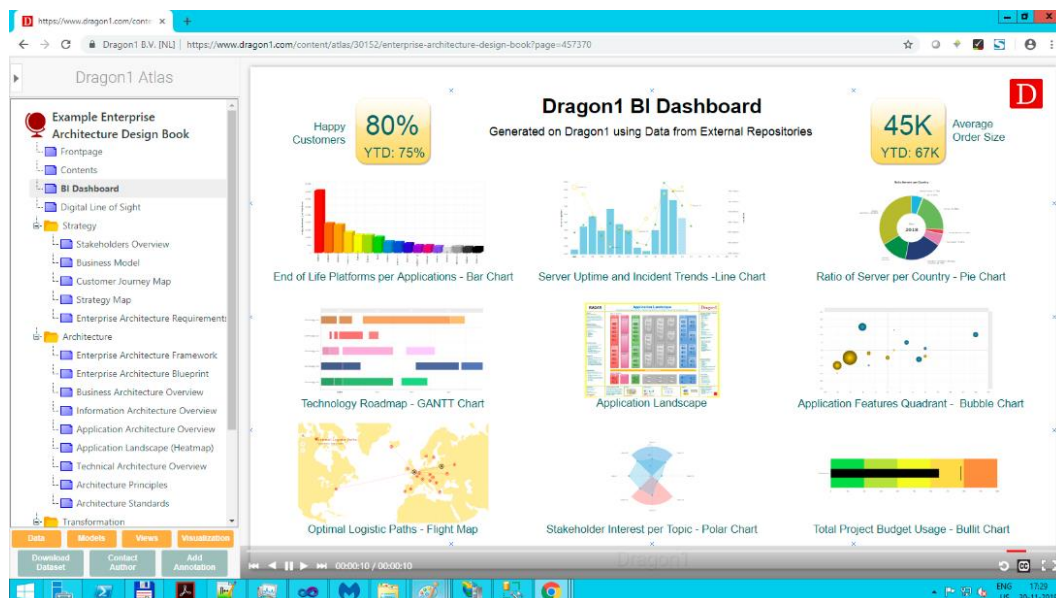 https://www.dragon1.com/conte
Dragon1 B.V. [NL] | https://www.dragon1.com/content/atlas/30152/enterprise-architecture-design-book?page=457370
Dragon1 Atlas
Example Enterprise
Architecture Design Book
Frontpage
Contents
BI Dashboard
Digital Line of Sight
Strategy
Stakeholders Overview
Business Model
Customer Journey Map
Strategy Map
Enterprise Architecture Requirements
Architecture
Enterprise Architecture Framework
Enterprise Architecture Blueprint
Business Architecture Overview
Information Architecture Overview
Application Architecture Overview
Application Landscape (Heatmap)
Technical Architecture Overview
Architecture Principles
Architecture Standards
Transformation
Data
Models
Views
Visualization
Download
Dataset
Contact
Author
Add
Annotation
Dragon1 BI Dashboard
Generated on Dragon1 using Data from External Repositories
Happy
Customers
80%
YTD: 75%
45K
YTD: 67K
Average
Order Size
D
End of Life Platforms per Applications - Bar Chart
Server Uptime and Incident Trends -Line Chart
2018
Ratio of Server per Country - Pie Chart
Technology Roadmap - GANTT Chart
Application Landscape
Application Features Quadrant - Bubble Chart
Optimal Logistic Paths - Flight Map
Stakeholder Interest per Topic - Polar Chart
Total Project Budget Usage - Bullit Chart
Dragon1
00:00:10 / 00:00:10
CC
ENG
US
17:29